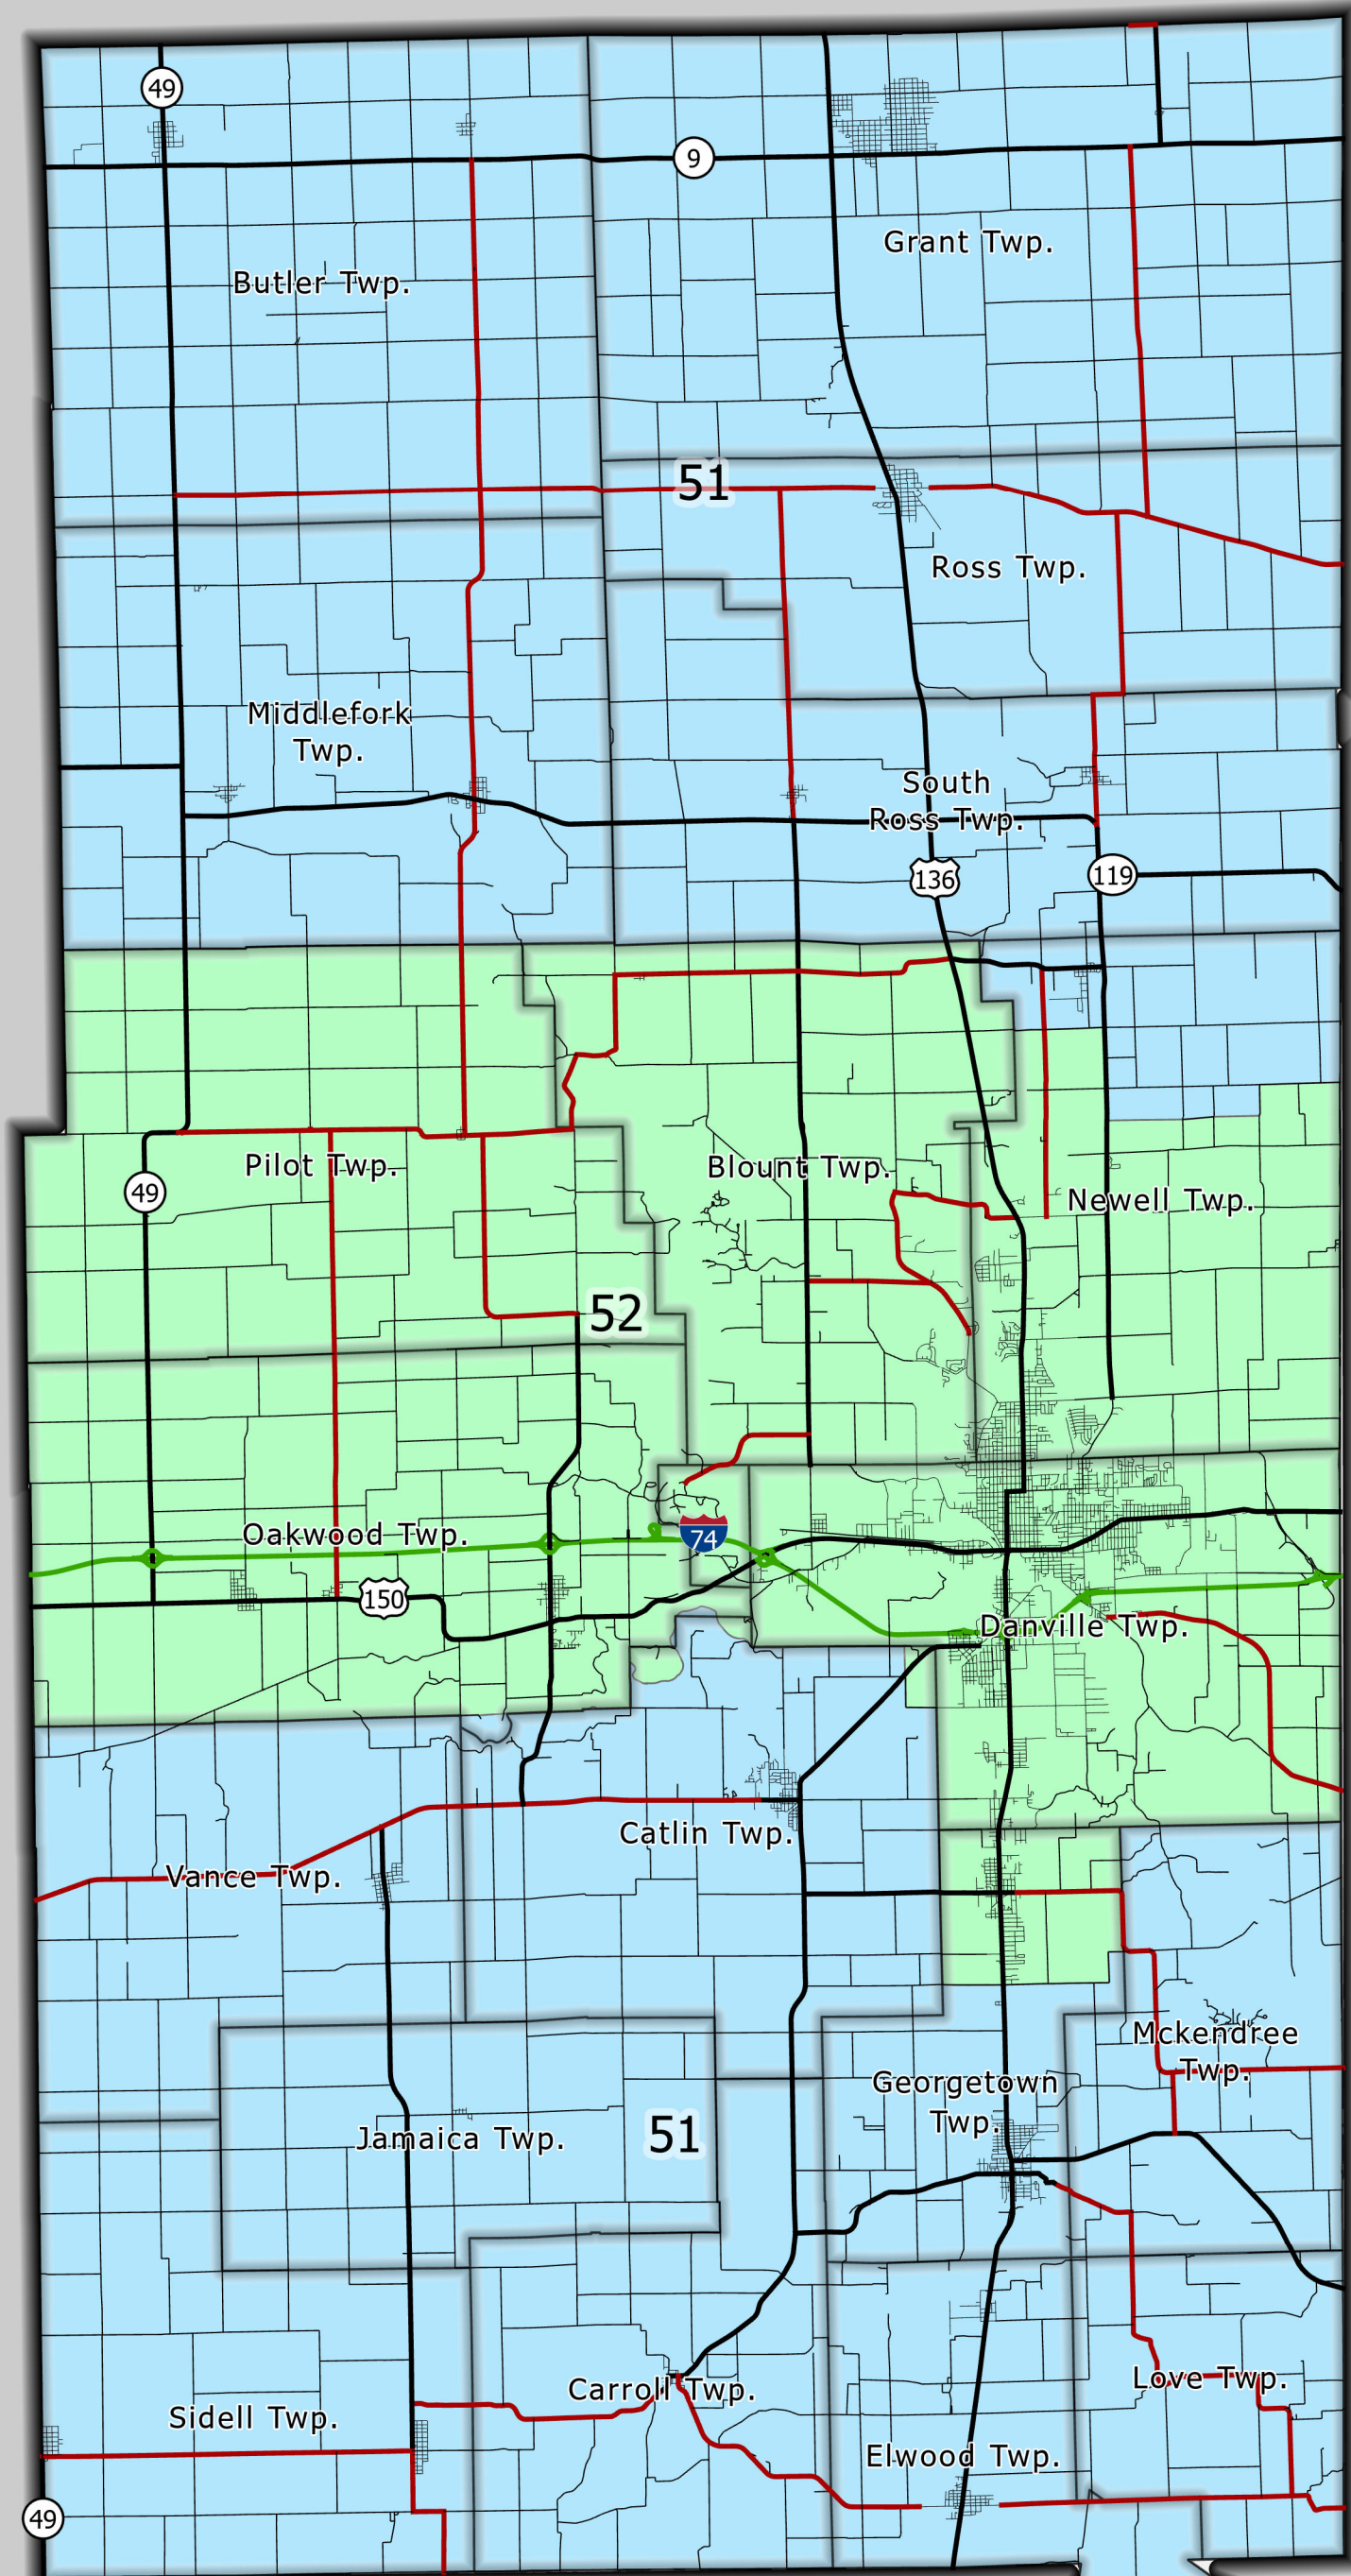 49
9
Grant Twp.
Butler Twp.
51
Ross Twp.
Middlefork
Twp.
South
Ross Twp.
136
119
Pilot Twp.
Blount Twp.
49
Newell Twp.
52
Oakwood Twp.
74
150
Danville Twp.
Catlin Twp.
Vance Twp.
Mckendree
Twp.
Georgetown
Twp.
Jamaica Twp.
51
Love Twp.
Carroll Twp.
Sidell Twp.
Elwood Twp.
49